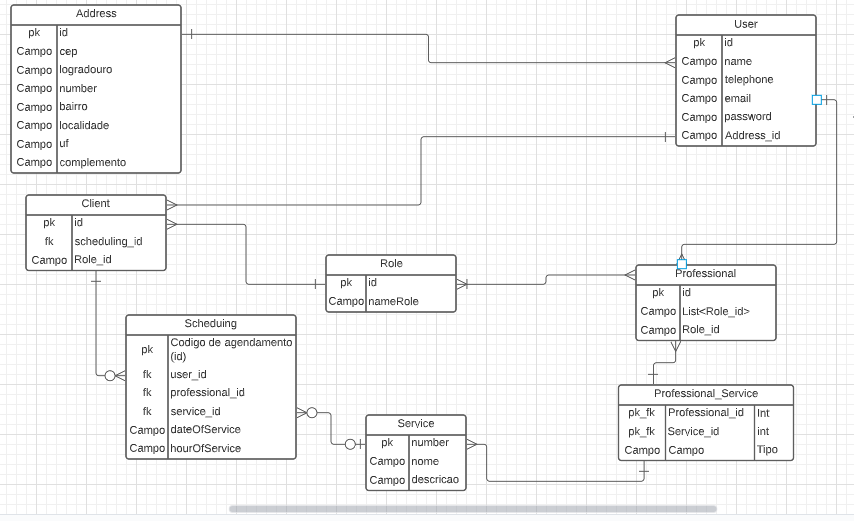 Address
pk id
Campo cep
Campo logradouro
Campo number
Campo bairro
Campo localidade
Campo uf
Campo complemento
User
pk id
Campo name
Campo telephone
Campo email
Campo password
Campo Address_id
Client
pk id
fk scheduling_id
Campo Role_id
Role
pk id
Campo nameRole
Professional
pk id
Campo List<Role_id>
Campo Role_id
Scheduing
pk Codigo de agendamento
(id)
fk user_id
fk professional_id
fk service_id
Campo dateOfService
Campo hourOfService
Service
pk number
Campo nome
Campo descricao
Professional_Service
pk_fk Professional_id Int
pk_fk Service_id int
Campo Campo Tipo